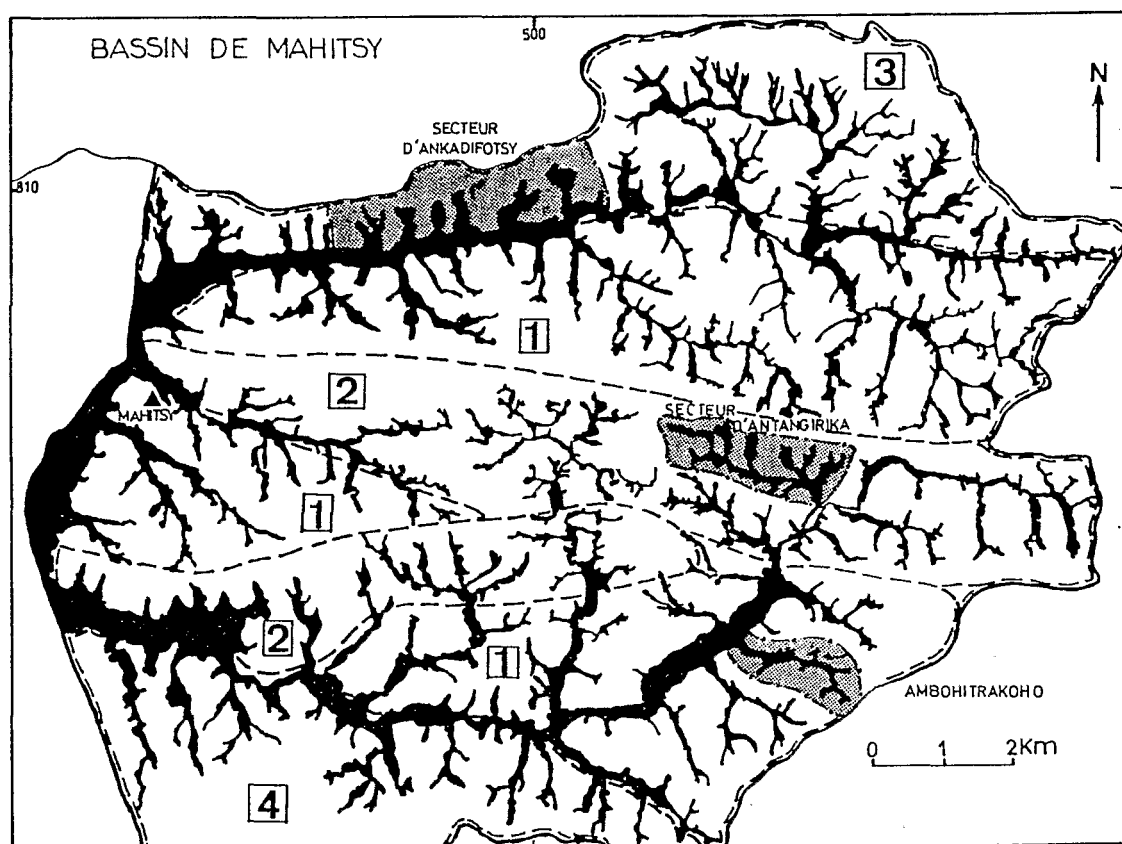 BASSIN DE MAHITSY
500
3
N
SECTEUR
D'ANKADIFOTSY
810
1
2
MAHITSY
SECTEUR
D'ANTANGIRIKA
1
2
1
AMBOHITRAKOHO
0 1 2Km
4